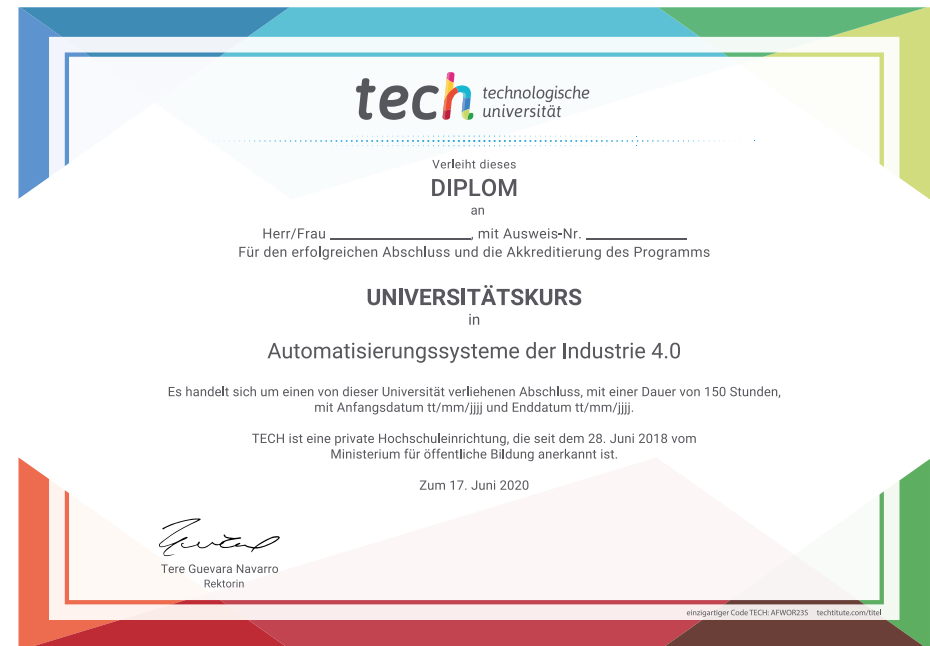 tech technologische
universität
Verleiht dieses
DIPLOM
an
Herr/Frau ____________________, mit Ausweis-Nr. ______________
Für den erfolgreichen Abschluss und die Akkreditierung des Programms
UNIVERSITÄTSKURS
in
Automatisierungssysteme der Industrie 4.0
Es handelt sich um einen von dieser Universität verliehenen Abschluss, mit einer Dauer von 150 Stunden,
mit Anfangsdatum tt/mm/jjjj und Enddatum tt/mm/jjjj.
TECH ist eine private Hochschuleinrichtung, die seit dem 28. Juni 2018 vom
Ministerium für öffentliche Bildung anerkannt ist.
Zum 17. Juni 2020
Tere Guevara Navarro
Rektorin
einzigartiger Code TECH: AFWOR235 techtitute.com/titel